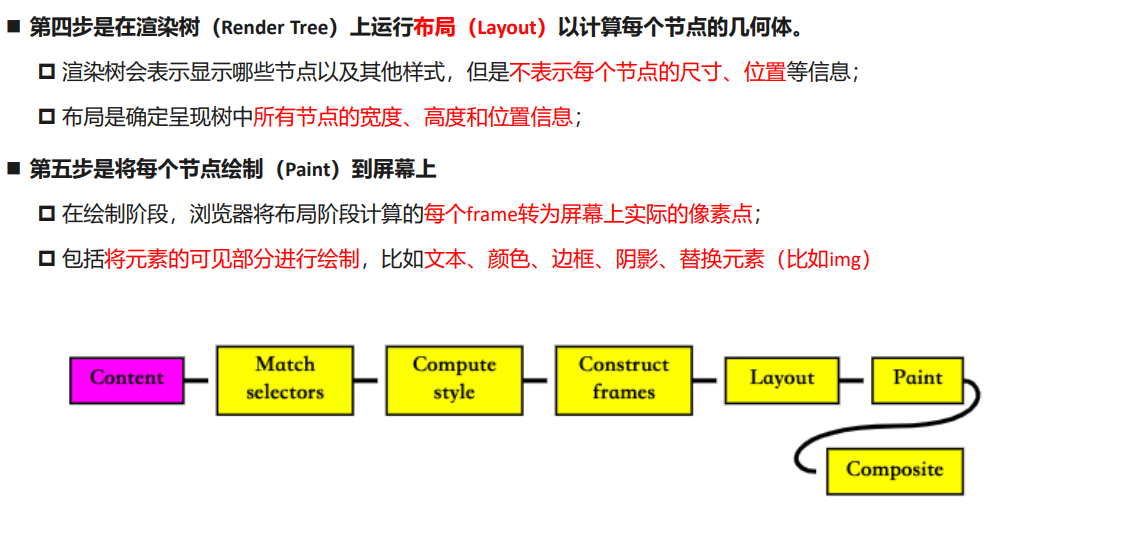 第四步是在渲染树（Render Tree）上运行布局（Layout）以计算每个节点的几何体。
渲染树会表示显示哪些节点以及其他样式，但是不表示每个节点的尺寸、位置等信息；
布局是确定呈现树中所有节点的宽度、高度和位置信息；
第五步是将每个节点绘制（Paint）到屏幕上
在绘制阶段，浏览器将布局阶段计算的每个frame转为屏幕上实际的像素点；
包括将元素的可见部分进行绘制，比如文本、颜色、边框、阴影、替换元素（比如img）
Content
Match
selectors
Compute
style
Construct
frames
Layout
Paint
Composite